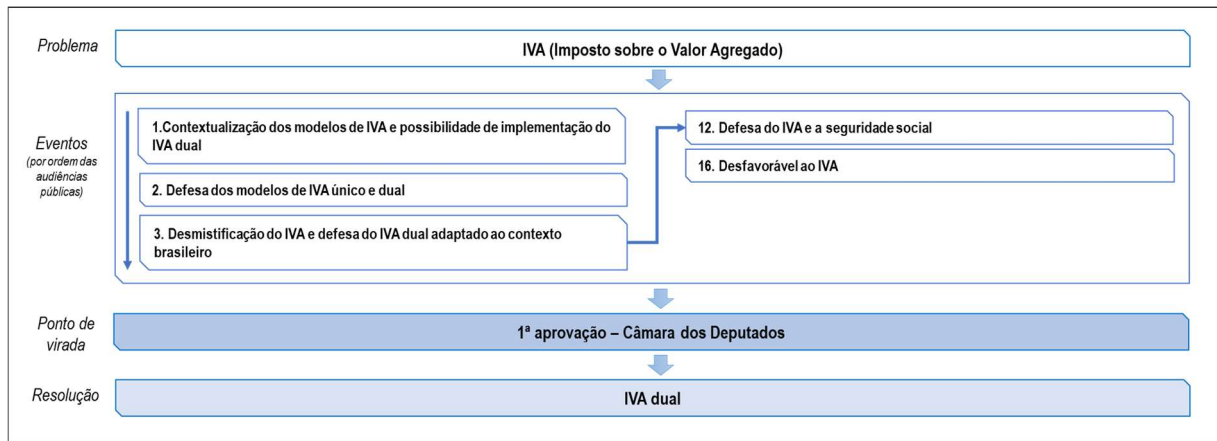 Problema
IVA (Imposto sobre o Valor Agregado)
Eventos
(por ordem das
audiências
públicas)
1.Contextualização dos modelos de IVA e possibilidade de implementação do
IVA dual
2. Defesa dos modelos de IVA único e dual
3. Desmistificação do IVA e defesa do IVA dual adaptado ao contexto
brasileiro
12. Defesa do IVA e a seguridade social
16. Desfavorável ao IVA
Ponto de
virada
1ª aprovação – Câmara dos Deputados
Resolução
IVA dual